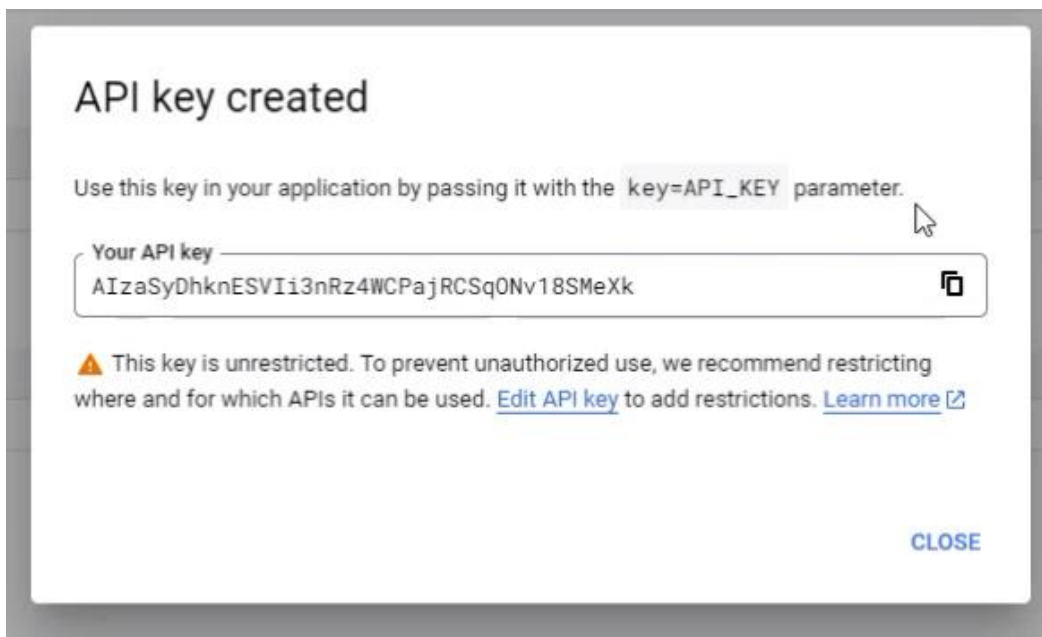 API key created
Use this key in your application by passing it with the key=API_KEY parameter.
Your API key
AIzaSyDhknESVIi3nRz4WCPajRCSqONv18SMeXk
This key is unrestricted. To prevent unauthorized use, we recommend restricting
where and for which APIs it can be used. Edit API key to add restrictions. Learn more
CLOSE